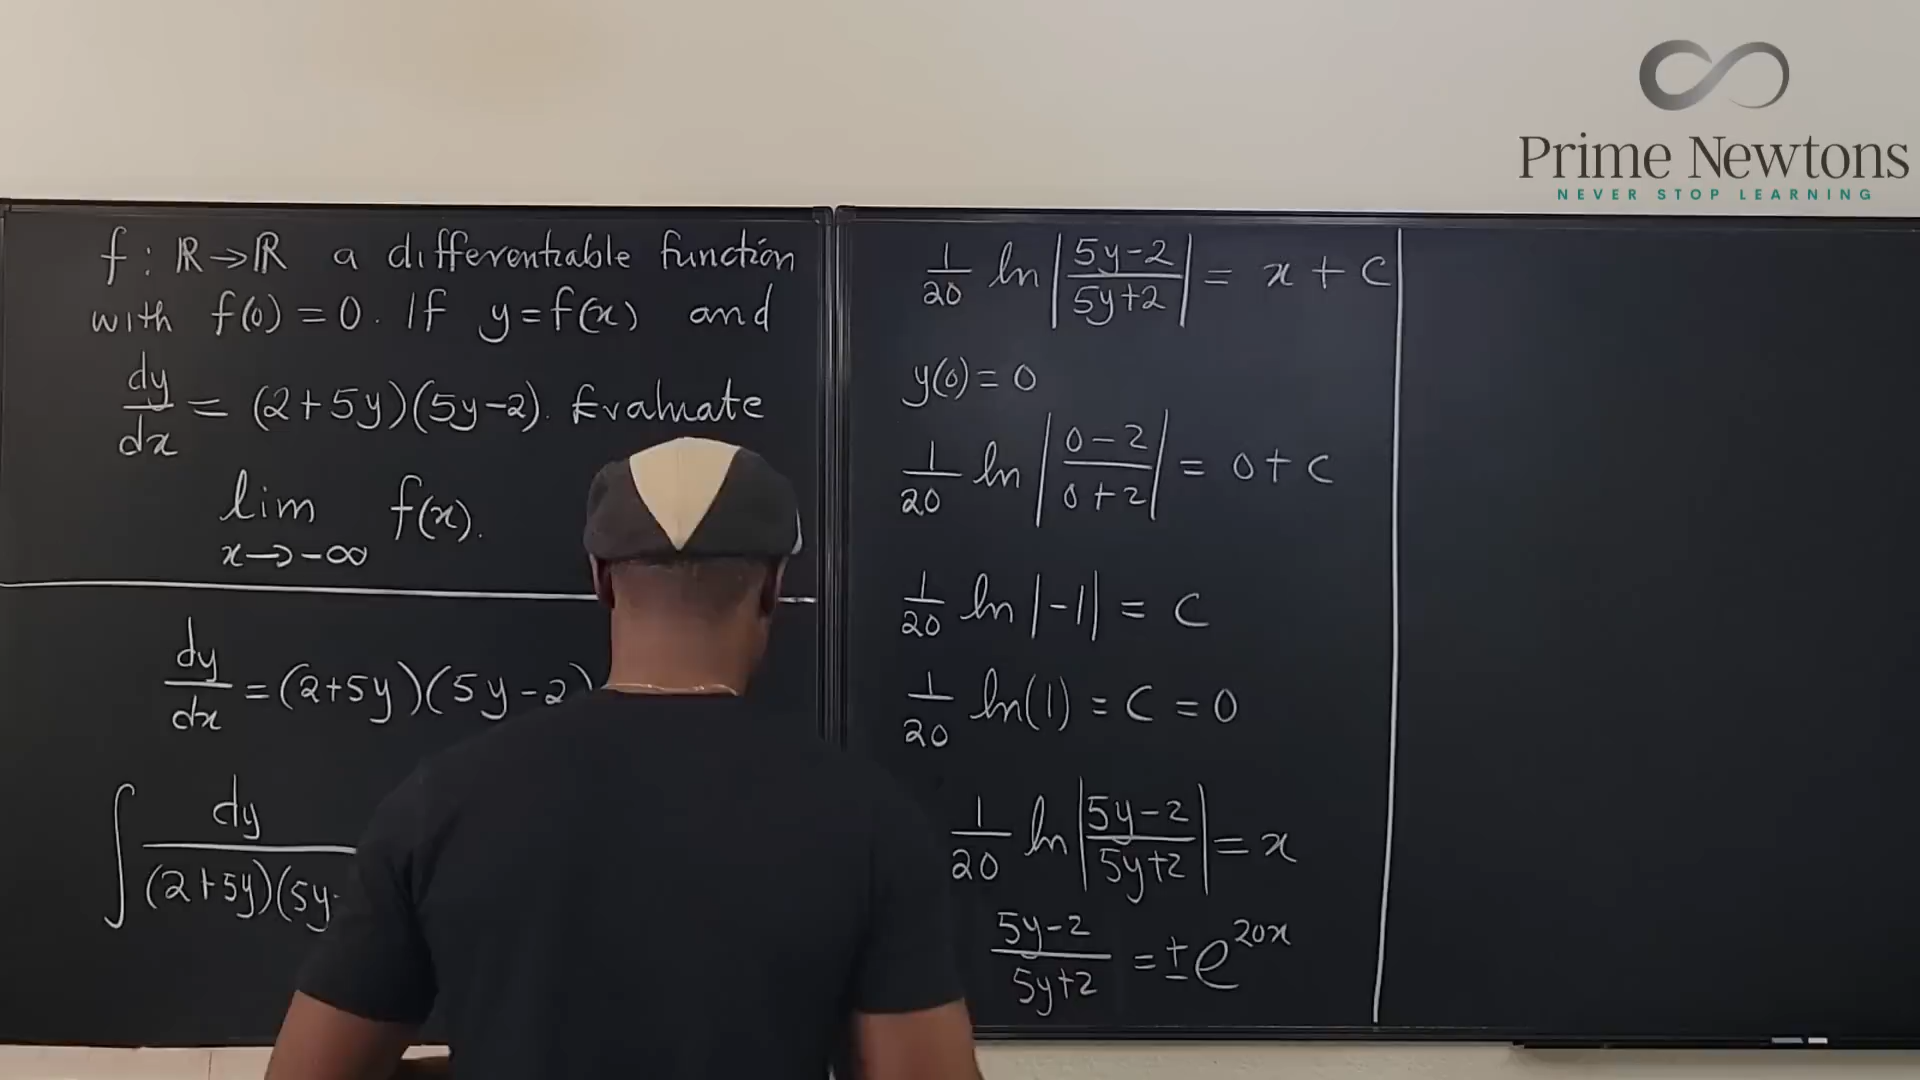 Prime Newtons
NEVER STOP LEARNING
f : ℝ → ℝ a differentiable function
with f(0) = 0. If y = f(x) and
dy/dx = (2+5y)(5y-2). Evaluate
lim x→-∞ f(x).
dy/dx = (2+5y)(5y-2)
∫ dy/(2+5y)(5y-
1/20 ln |5y-2/5y+2| = x + C
y(0) = 0
1/20 ln |0-2/0+2| = 0 + C
1/20 ln |-1| = C
1/20 ln(1) = C = 0
1/20 ln |5y-2/5y+2| = x
5y-2/5y+2 = ± e^20x